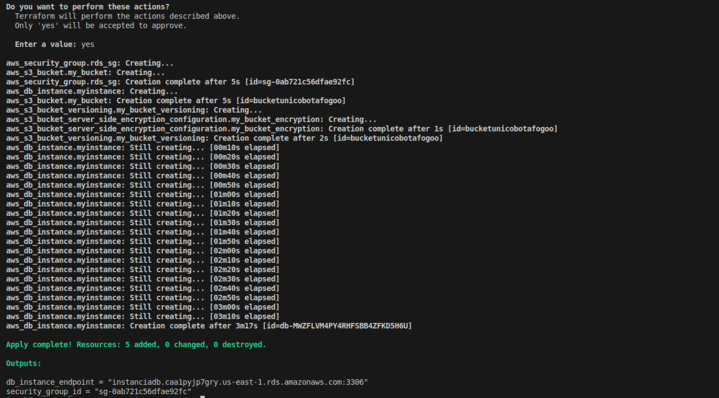 Do you want to perform these actions?
Terraform will perform the actions described above.
Only 'yes' will be accepted to approve.
Enter a value: yes
aws_security_group.rds_sg: Creating...
aws_s3_bucket.my_bucket: Creating...
aws_security_group.rds_sg: Creation complete after 5s [id=sg-0ab721c56dfae92fc]
aws_db_instance.myinstance: Creating...
aws_s3_bucket.my_bucket: Creation complete after 5s [id=bucketunicobotafogoo]
aws_s3_bucket_versioning.my_bucket_versioning: Creating...
aws_s3_bucket_server_side_encryption_configuration.my_bucket_encryption: Creating...
aws_s3_bucket_server_side_encryption_configuration.my_bucket_encryption: Creation complete after 1s [id=bucketunicobotafogoo]
aws_s3_bucket_versioning.my_bucket_versioning: Creation complete after 2s [id=bucketunicobotafogoo]
aws_db_instance.myinstance: Still creating... [00m10s elapsed]
aws_db_instance.myinstance: Still creating... [00m20s elapsed]
aws_db_instance.myinstance: Still creating... [00m30s elapsed]
aws_db_instance.myinstance: Still creating... [00m40s elapsed]
aws_db_instance.myinstance: Still creating... [00m50s elapsed]
aws_db_instance.myinstance: Still creating... [01m00s elapsed]
aws_db_instance.myinstance: Still creating... [01m10s elapsed]
aws_db_instance.myinstance: Still creating... [01m20s elapsed]
aws_db_instance.myinstance: Still creating... [01m30s elapsed]
aws_db_instance.myinstance: Still creating... [01m40s elapsed]
aws_db_instance.myinstance: Still creating... [01m50s elapsed]
aws_db_instance.myinstance: Still creating... [02m00s elapsed]
aws_db_instance.myinstance: Still creating... [02m10s elapsed]
aws_db_instance.myinstance: Still creating... [02m20s elapsed]
aws_db_instance.myinstance: Still creating... [02m30s elapsed]
aws_db_instance.myinstance: Still creating... [02m40s elapsed]
aws_db_instance.myinstance: Still creating... [02m50s elapsed]
aws_db_instance.myinstance: Still creating... [03m00s elapsed]
aws_db_instance.myinstance: Still creating... [03m10s elapsed]
aws_db_instance.myinstance: Creation complete after 3m17s [id=db-MWZFLVM4PY4RHFSBB4ZFKD5H6U]
Apply complete! Resources: 5 added, 0 changed, 0 destroyed.
Outputs:
db_instance_endpoint = "instanciadb.caa1pyjp7gry.us-east-1.rds.amazonaws.com:3306"
security_group_id = "sg-0ab721c56dfae92fc"